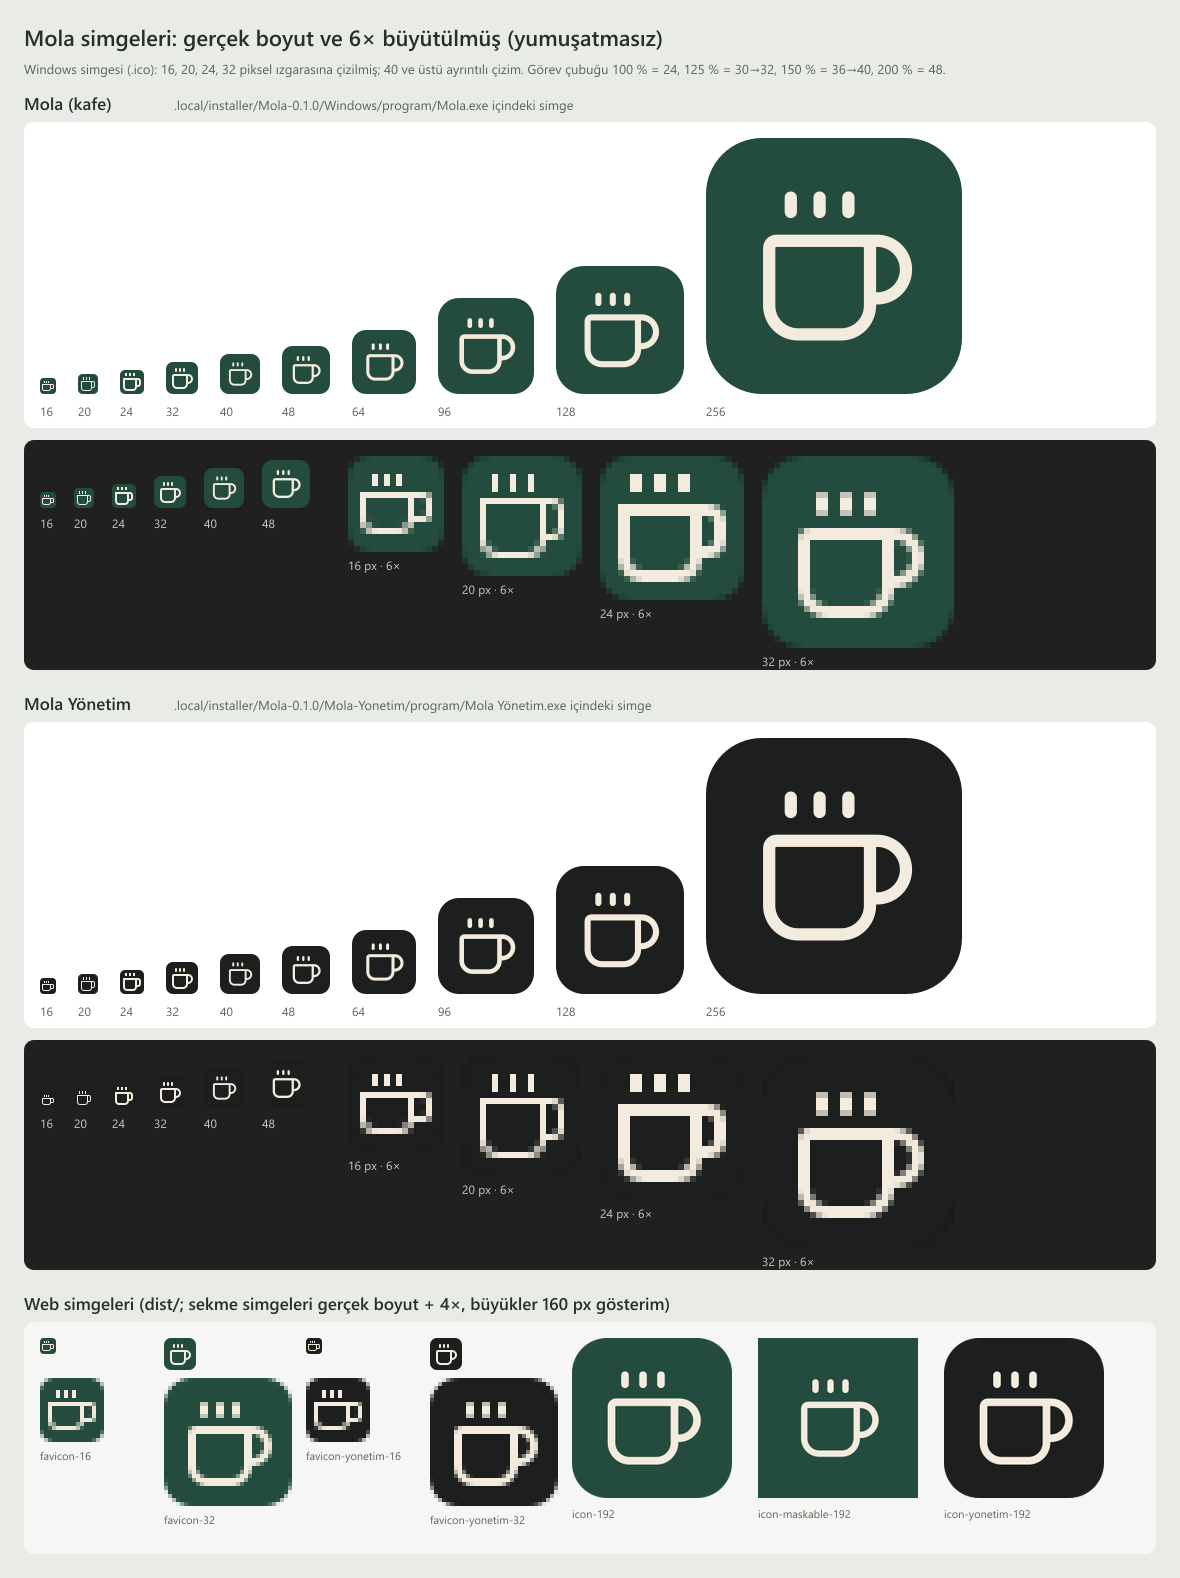 Mola simgeleri: gerçek boyut ve 6× büyütülmüş (yumuşatmasız)
Windows simgesi (.ico): 16, 20, 24, 32 piksel ızgarasına çizilmiş; 40 ve üstü ayrıntılı çizim. Görev çubuğu 100 % = 24, 125 % = 30→32, 150 % = 36→40, 200 % = 48.
Mola (kafe) .local/installer/Mola-0.1.0/Windows/program/Mola.exe içindeki simge
16 20 24 32 40 48 64 96 128 256
16 20 24 32 40 48
16 px · 6×
20 px · 6×
24 px · 6×
32 px · 6×
Mola Yönetim .local/installer/Mola-0.1.0/Mola-Yonetim/program/Mola Yönetim.exe içindeki simge
16 20 24 32 40 48 64 96 128 256
16 20 24 32 40 48
16 px · 6×
20 px · 6×
24 px · 6×
32 px · 6×
Web simgeleri (dist/; sekme simgeleri gerçek boyut + 4×, büyükler 160 px gösterim)
favicon-16
favicon-32
favicon-yonetim-16
favicon-yonetim-32
icon-192
icon-maskable-192
icon-yonetim-192